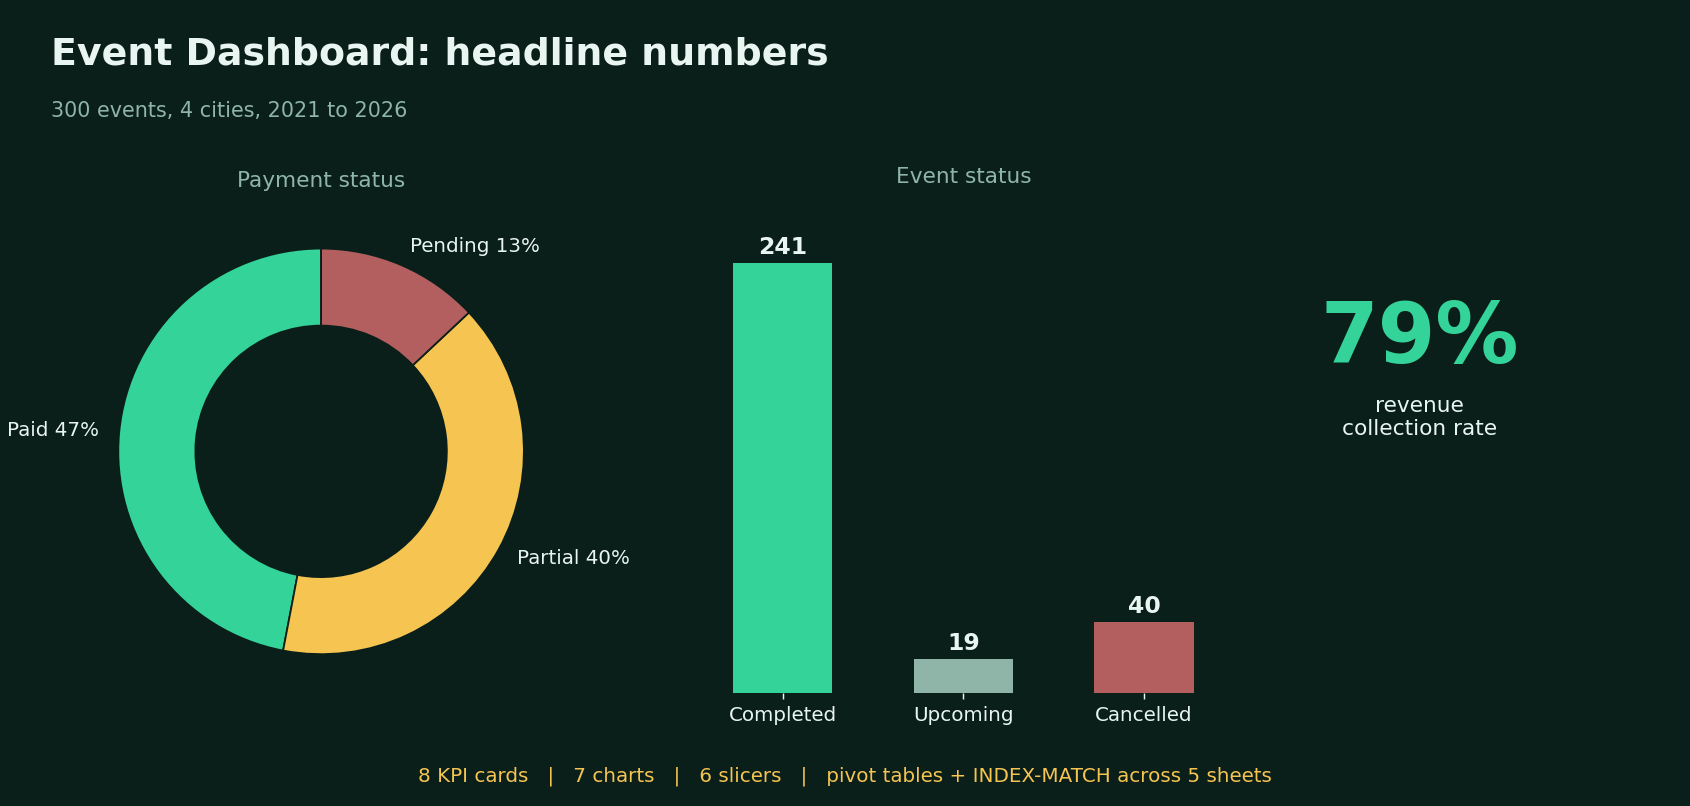 Event Dashboard: headline numbers
300 events, 4 cities, 2021 to 2026
Payment status
Pending 13%
Paid 47%
Partial 40%
Event status
241
19
40
Completed
Upcoming
Cancelled
79%
revenue
collection rate
8 KPI cards | 7 charts | 6 slicers | pivot tables + INDEX-MATCH across 5 sheets